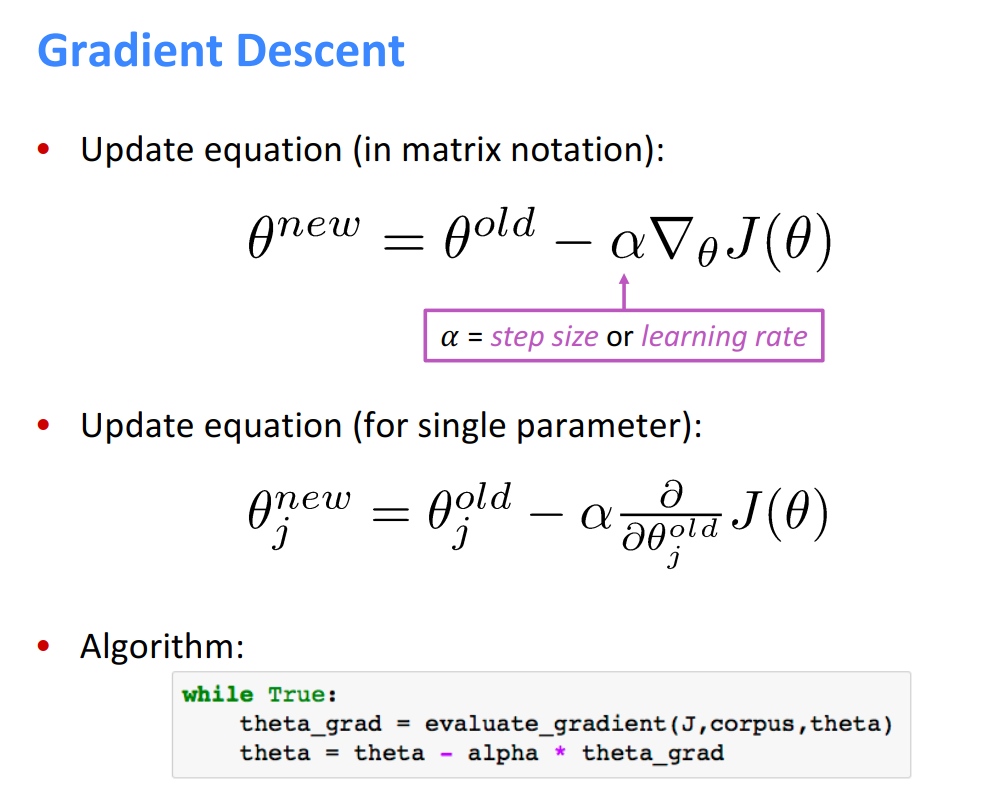 Gradient Descent
• Update equation (in matrix notation):
θ^{new} = θ^{old} − α∇_θ J(θ)
α = step size or learning rate
• Update equation (for single parameter):
θ_j^{new} = θ_j^{old} − α \frac{∂}{∂θ_j^{old}} J(θ)
• Algorithm:
while True:
    theta_grad = evaluate_gradient(J,corpus,theta)
    theta = theta - alpha * theta_grad